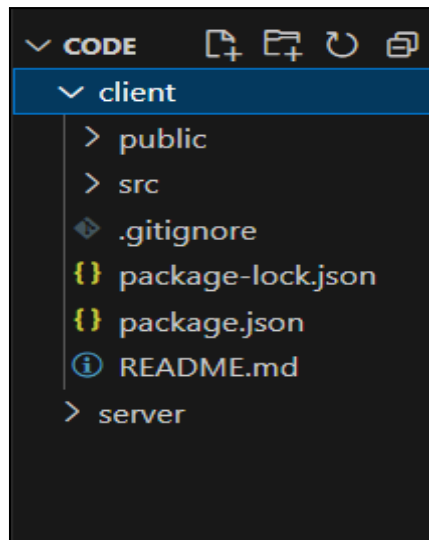 CODE
client
public
src
.gitignore
package-lock.json
package.json
README.md
server